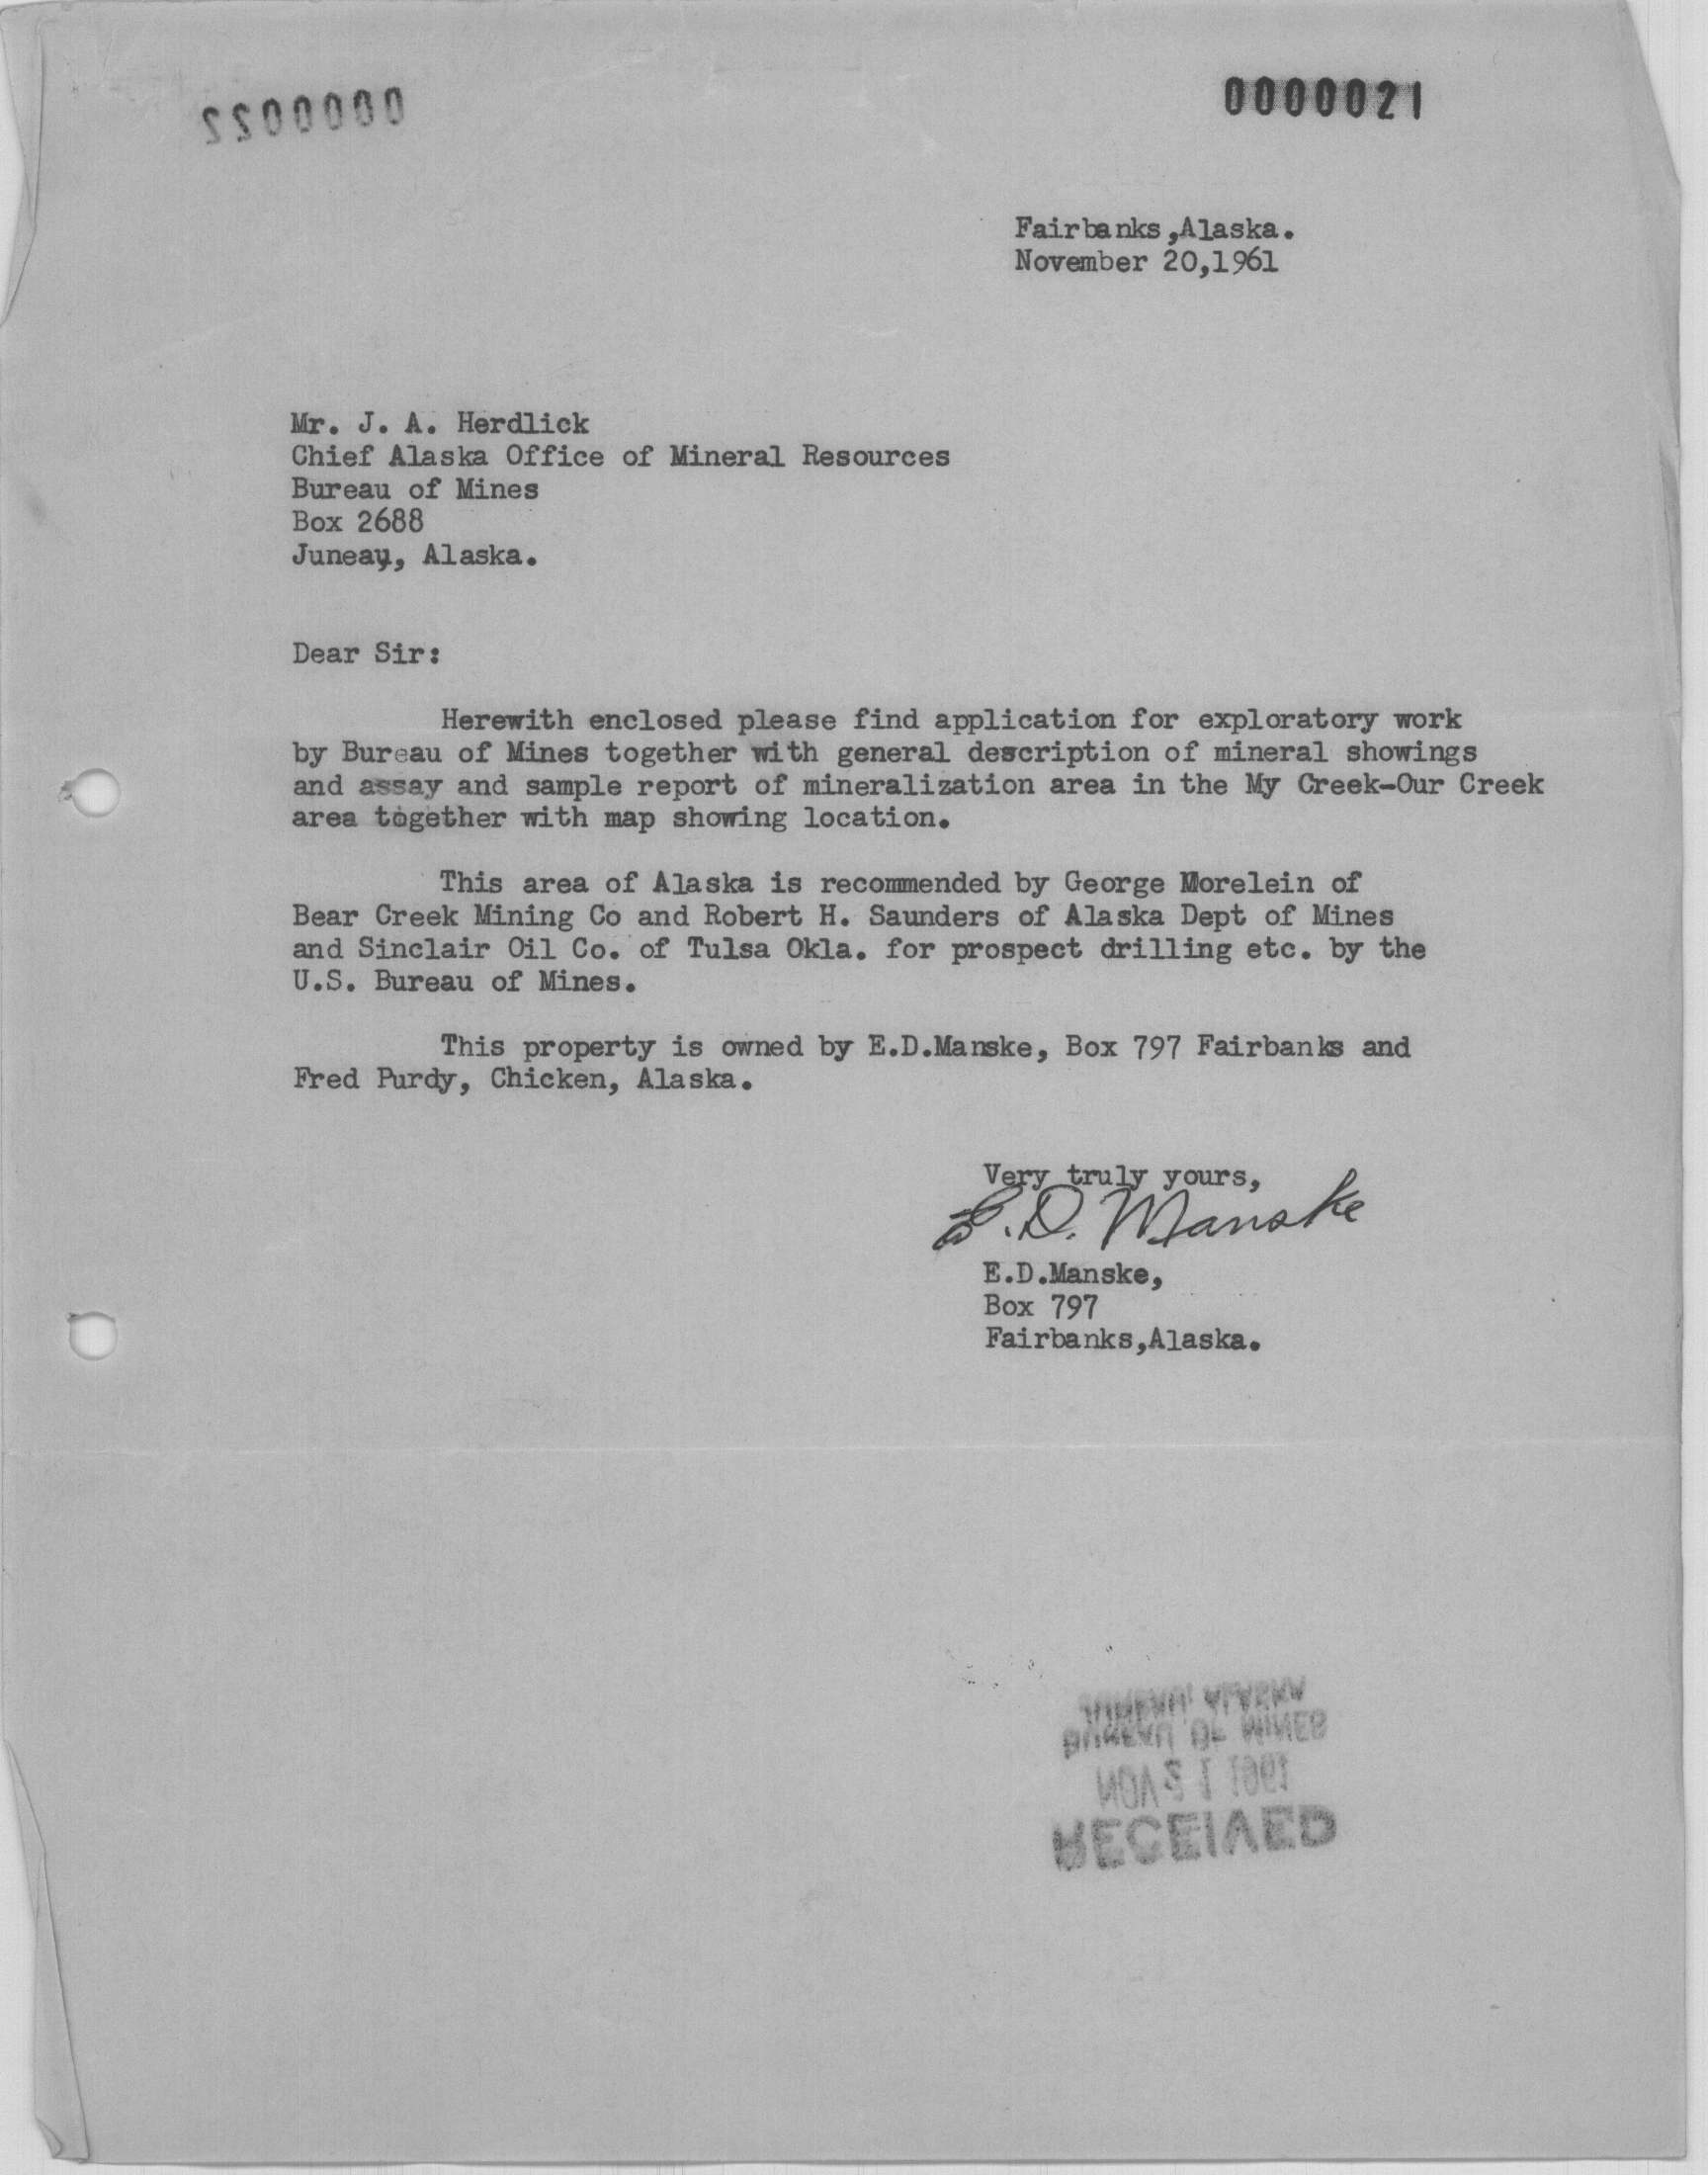 0000022
0000021
Fairbanks,Alaska.
November 20,1961
Mr. J. A. Herdlick
Chief Alaska Office of Mineral Resources
Bureau of Mines
Box 2688
Juneay, Alaska.
Dear Sir:
Herewith enclosed please find application for exploratory work
by Bureau of Mines together with general description of mineral showings
and assay and sample report of mineralization area in the My Creek-Our Creek
area together with map showing location.
This area of Alaska is recommended by George Morelein of
Bear Creek Mining Co and Robert H. Saunders of Alaska Dept of Mines
and Sinclair Oil Co. of Tulsa Okla. for prospect drilling etc. by the
U.S. Bureau of Mines.
This property is owned by E.D.Manske, Box 797 Fairbanks and
Fred Purdy, Chicken, Alaska.
Very truly yours,
E. D. Manske
E.D.Manske,
Box 797
Fairbanks,Alaska.
JUNEAU, ALASKA
BUREAU OF MINES
NOV 21 1961
RECEIVED